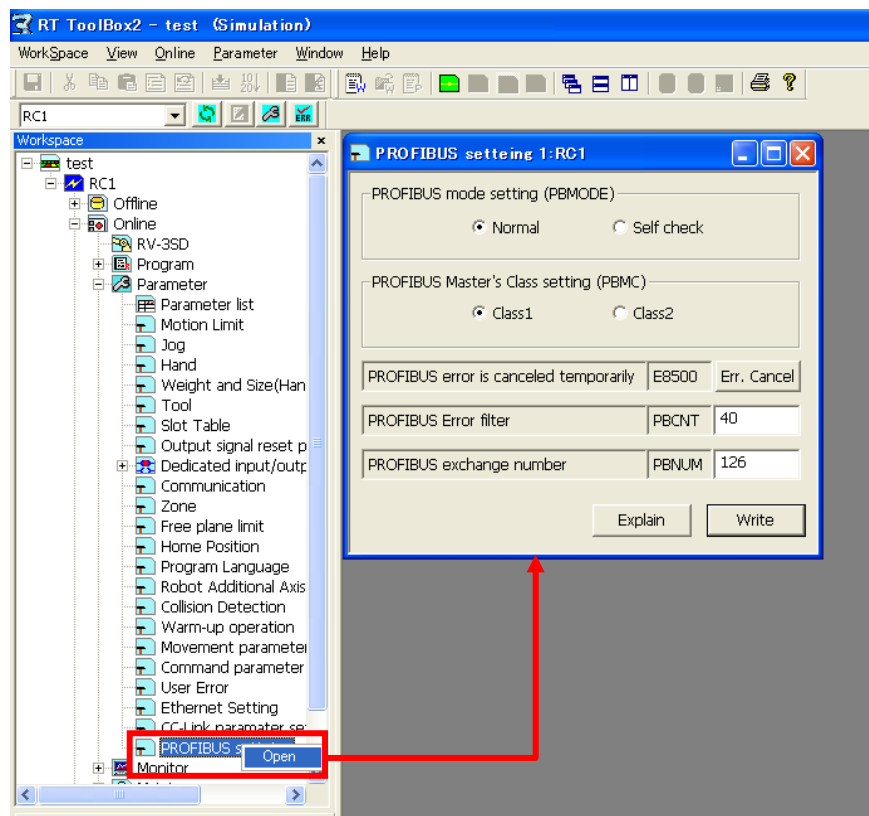 RT ToolBox2 - test (Simulation)
WorkSpace View Online Parameter Window Help
RC1
Workspace
test
RC1
Offline
Online
RV-3SD
Program
Parameter
Parameter list
Motion Limit
Jog
Hand
Weight and Size(Han
Tool
Slot Table
Output signal reset p
Dedicated input/outp
Communication
Zone
Free plane limit
Home Position
Program Language
Robot Additional Axis
Collision Detection
Warm-up operation
Movement parameter
Command parameter
User Error
Ethernet Setting
CC-Link paramater se
PROFIBUS s
Open
Monitor
PROFIBUS setteing 1:RC1
PROFIBUS mode setting (PBMODE)
Normal Self check
PROFIBUS Master's Class setting (PBMC)
Class1 Class2
PROFIBUS error is canceled temporarily E8500 Err. Cancel
PROFIBUS Error filter PBCNT 40
PROFIBUS exchange number PBNUM 126
Explain Write